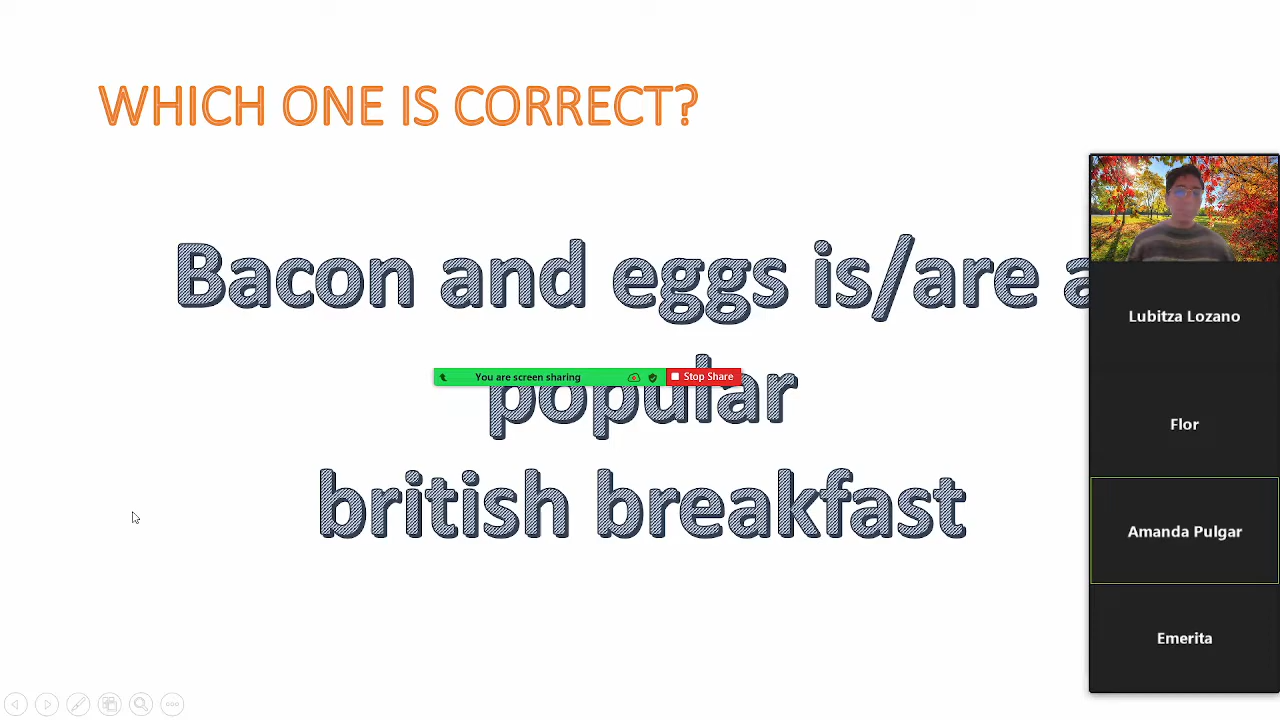 WHICH ONE IS CORRECT?
Bacon and eggs is/are a
popular
british breakfast
You are screen sharing
Stop Share
Lubitza Lozano
Flor
Amanda Pulgar
Emerita